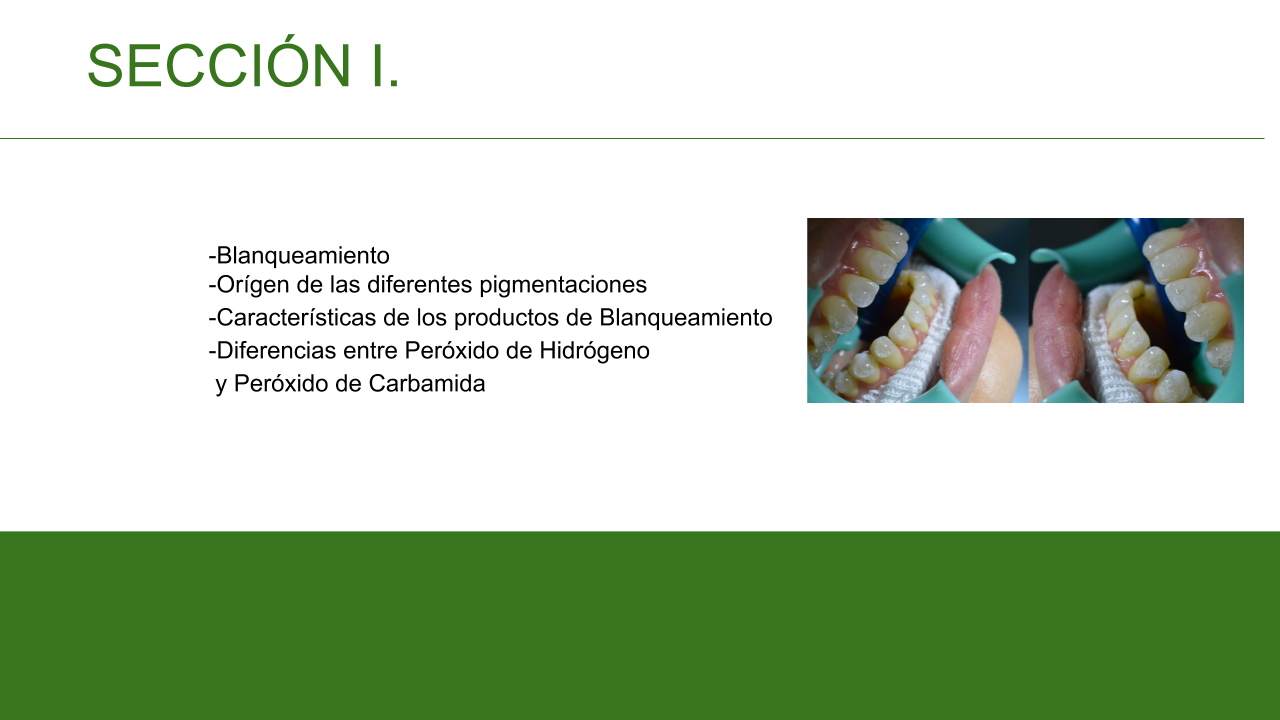 SECCIÓN I.
-Blanqueamiento
-Orígen de las diferentes pigmentaciones
-Características de los productos de Blanqueamiento
-Diferencias entre Peróxido de Hidrógeno
y Peróxido de Carbamida